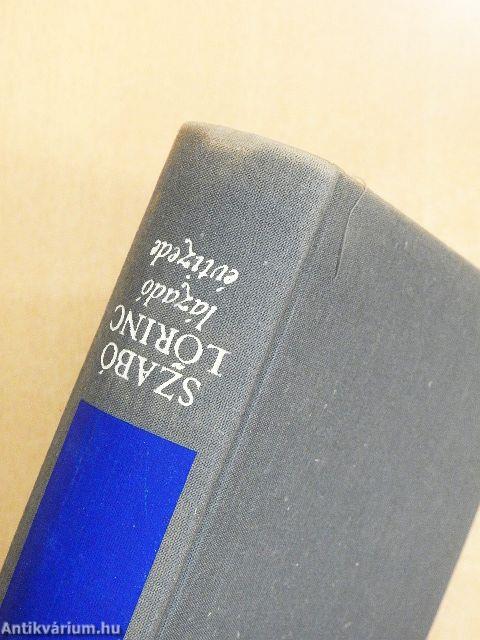 SZABÓ
LŐRINC
lázadó
évtizede
Antikvárium.hu